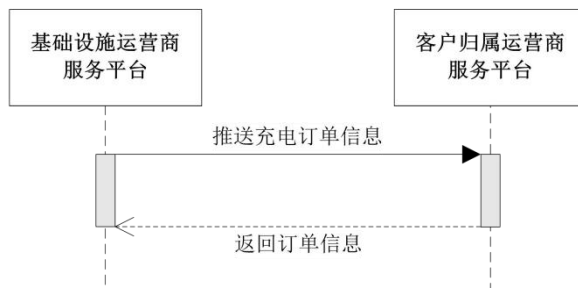 基础设施运营商
服务平台
客户归属运营商
服务平台
推送充电订单信息
返回订单信息